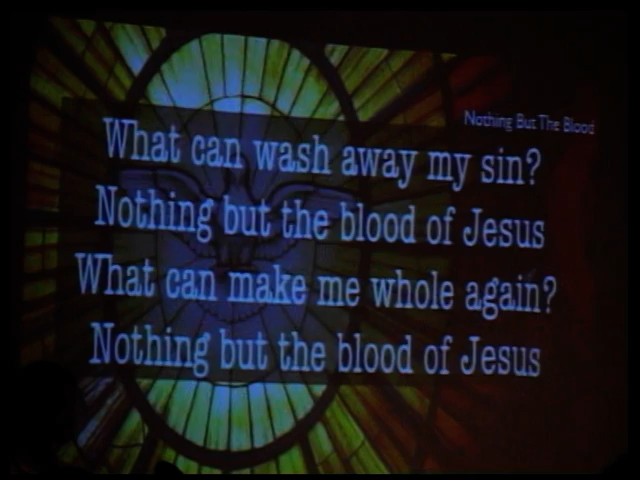 Nothing But The Blood
What can wash away my sin?
Nothing but the blood of Jesus
What can make me whole again?
Nothing but the blood of Jesus